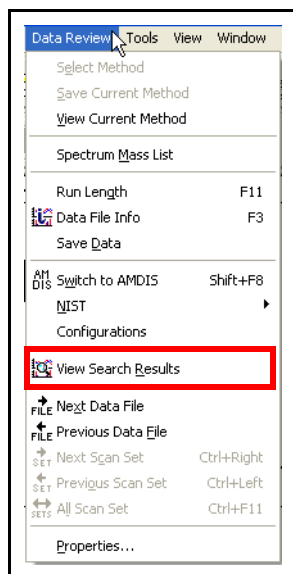 Data Review Tools View Window
Select Method
Save Current Method
View Current Method
Spectrum Mass List
Run Length F11
Data File Info F3
Save Data
AM
DIS Switch to AMDIS Shift+F8
NIST
Configurations
View Search Results
FILE Next Data File
FILE Previous Data File
SET Next Scan Set Ctrl+Right
SET Previous Scan Set Ctrl+Left
SETS All Scan Set Ctrl+F11
Properties...